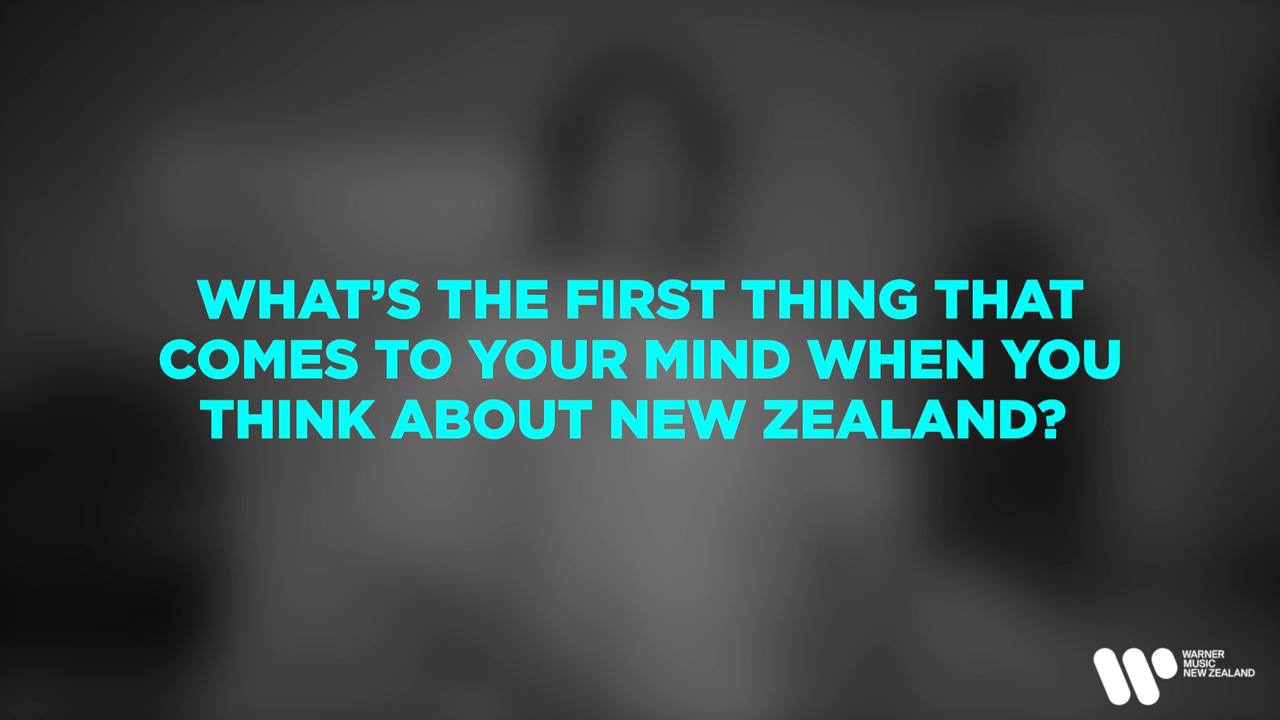 WHAT’S THE FIRST THING THAT
COMES TO YOUR MIND WHEN YOU
THINK ABOUT NEW ZEALAND?
WARNER
MUSIC
NEW ZEALAND